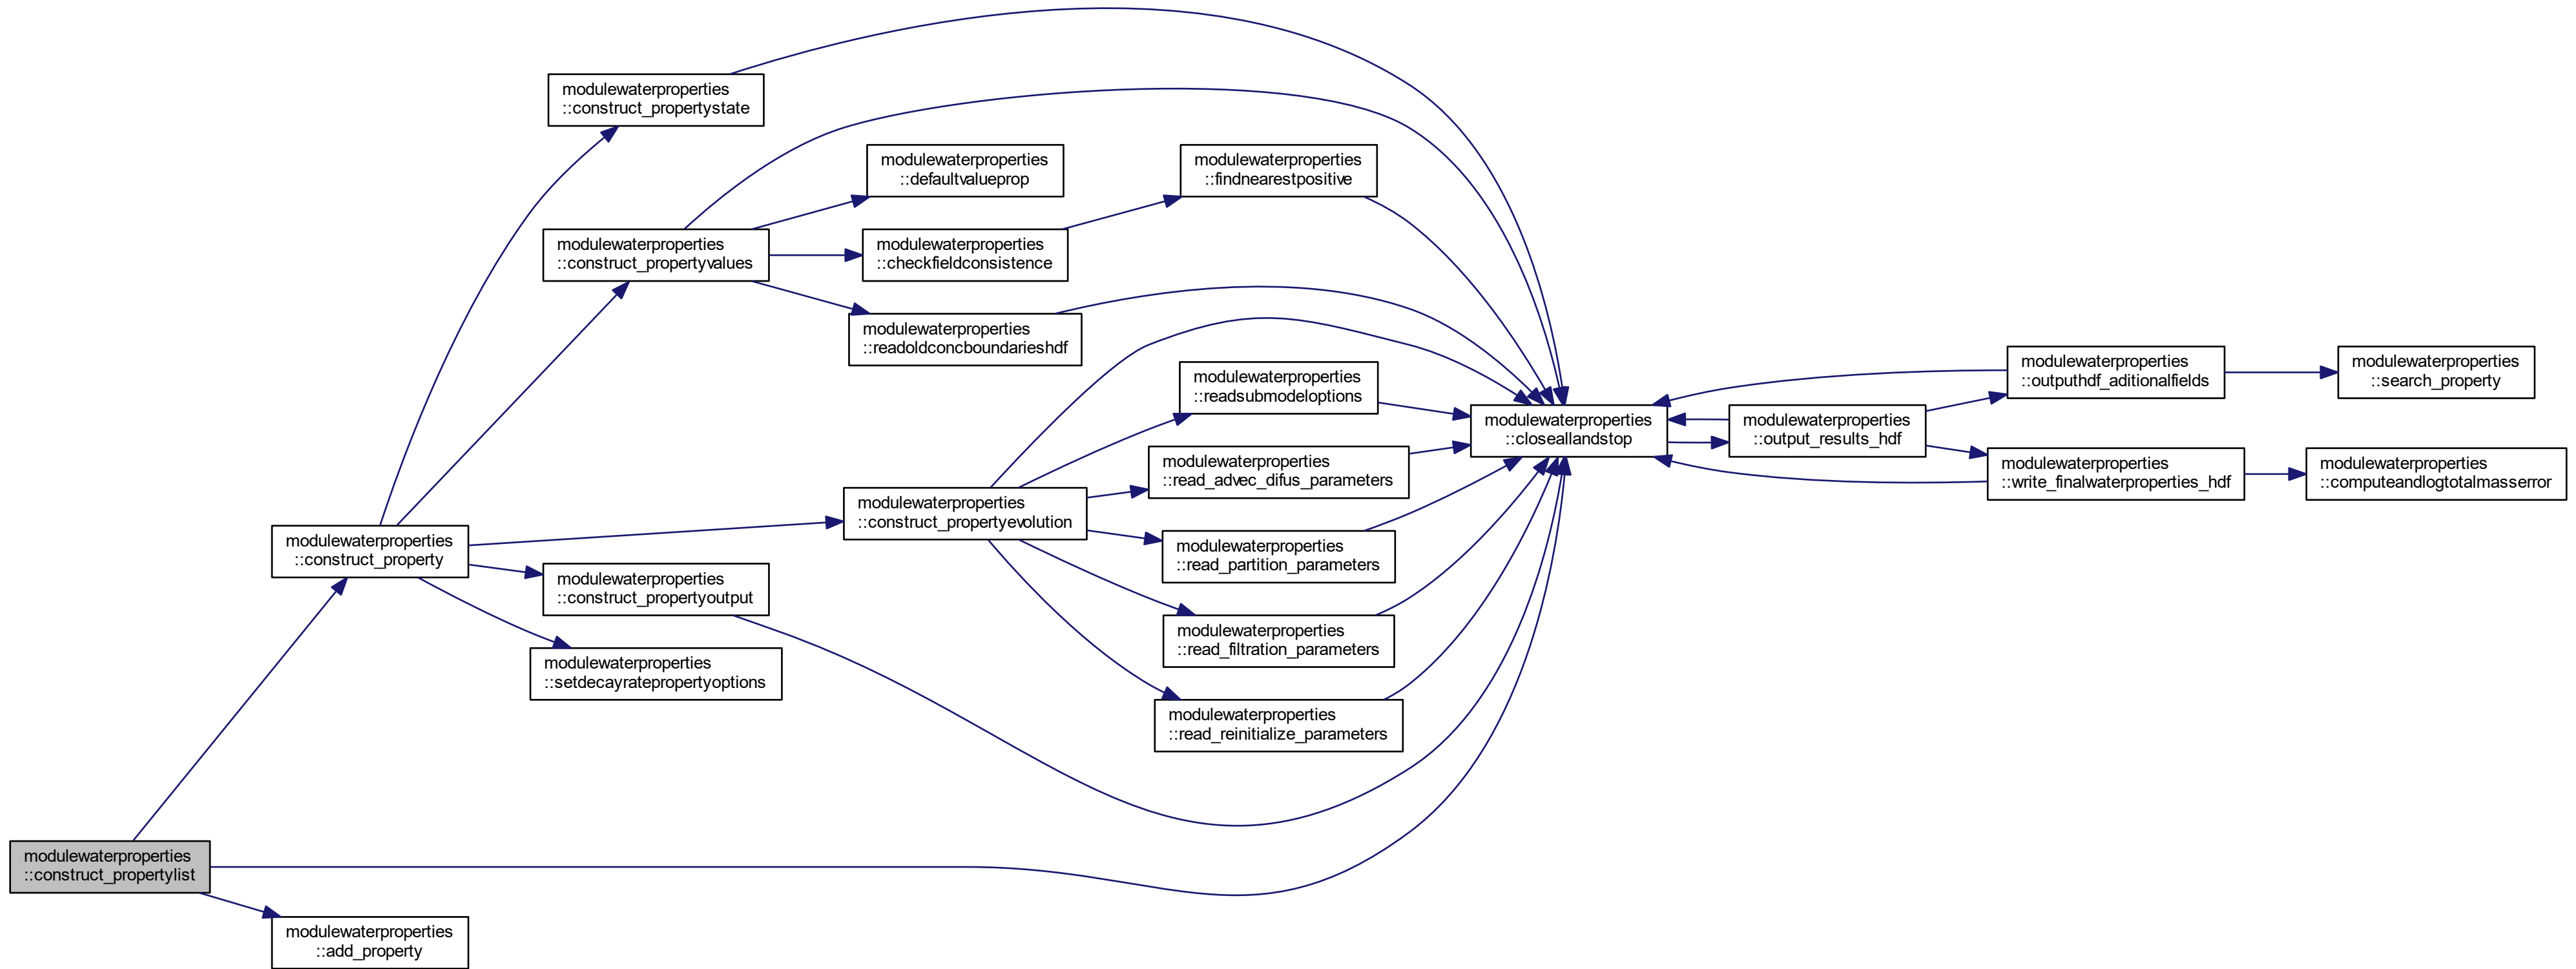 modulewaterproperties
::construct_propertystate
modulewaterproperties
::defaultvalueprop
modulewaterproperties
::findnearestpositive
modulewaterproperties
::construct_propertyvalues
modulewaterproperties
::checkfieldconsistence
modulewaterproperties
::readoldconcboundarieshdf
modulewaterproperties
::readsubmodeloptions
modulewaterproperties
::outputhdf_aditionalfields
modulewaterproperties
::search_property
modulewaterproperties
::closeallandstop
modulewaterproperties
::output_results_hdf
modulewaterproperties
::read_advec_difus_parameters
modulewaterproperties
::write_finalwaterproperties_hdf
modulewaterproperties
::computeandlogtotalmasserror
modulewaterproperties
::construct_propertyevolution
modulewaterproperties
::construct_property
modulewaterproperties
::read_partition_parameters
modulewaterproperties
::construct_propertyoutput
modulewaterproperties
::read_filtration_parameters
modulewaterproperties
::setdecayratepropertyoptions
modulewaterproperties
::read_reinitialize_parameters
modulewaterproperties
::construct_propertylist
modulewaterproperties
::add_property